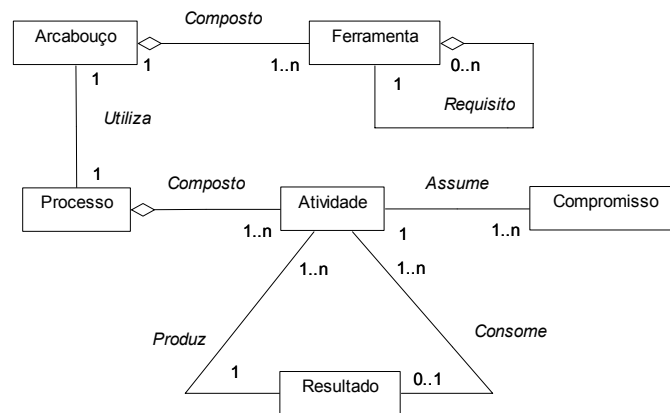 Composto
Arcabouço
Ferramenta
1
1
1..n
1
0..n
Requisito
Utiliza
1
Composto
Assume
Processo
Atividade
Compromisso
1..n
1
1..n
1..n
1..n
Produz
Consome
1
0..1
Resultado